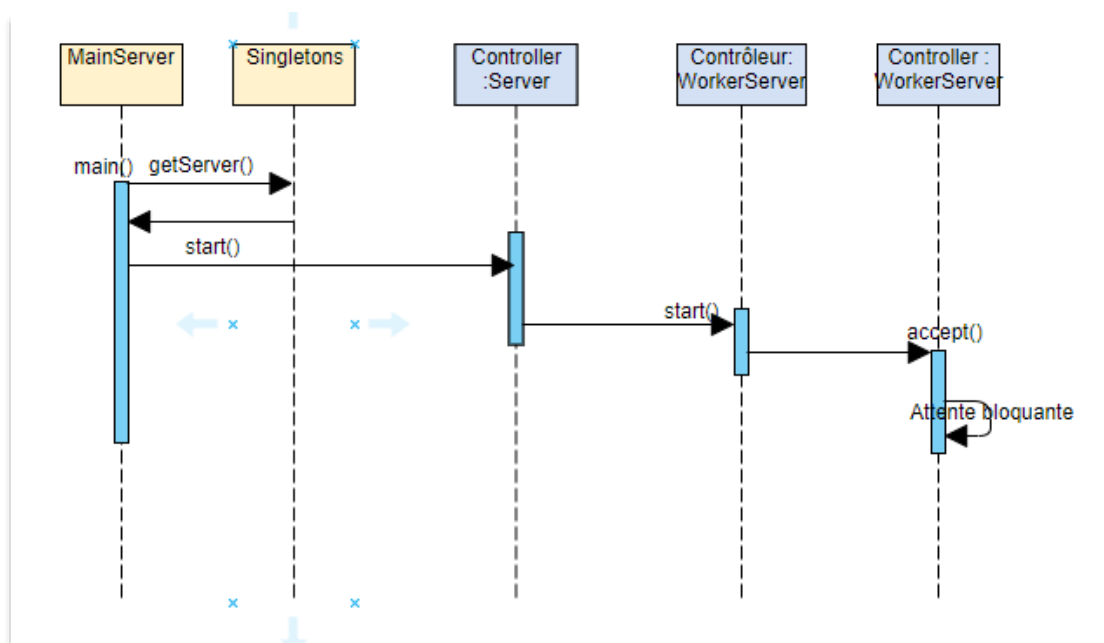 MainServer
Singletons
Controller
:Server
Contrôleur:
WorkerServer
Controller :
WorkerServer
main()
getServer()
start()
start()
accept()
Attente bloquante